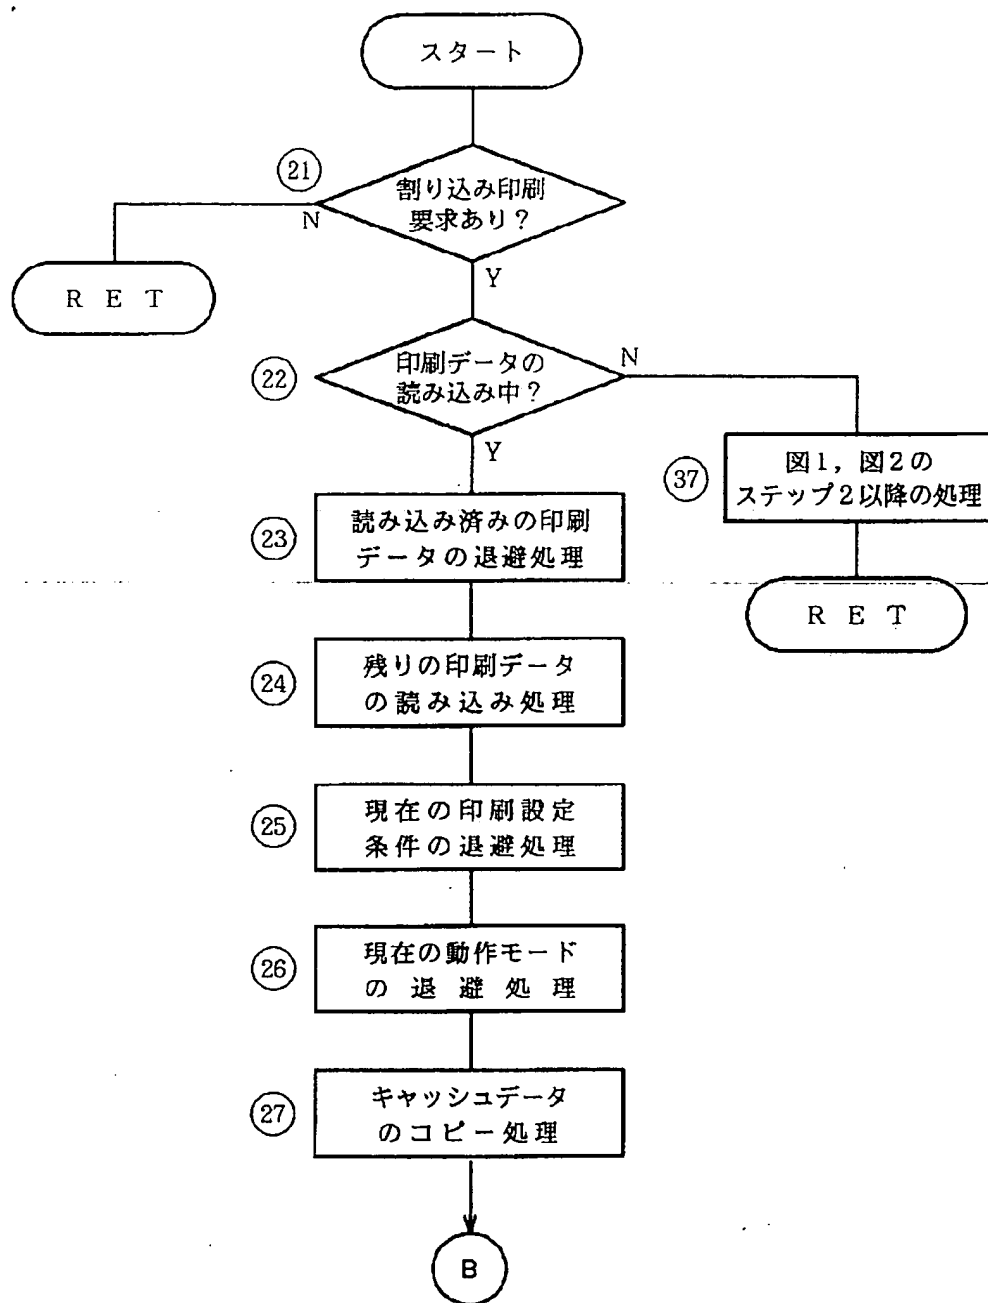 スタート
21
割り込み印刷
要求あり?
N
Y
RET
22
印刷データの
読み込み中?
N
Y
37
図1,図2の
ステップ2以降の処理
23
読み込み済みの印刷
データの退避処理
RET
24
残りの印刷データ
の読み込み処理
25
現在の印刷設定
条件の退避処理
26
現在の動作モード
の退避処理
27
キャッシュデータ
のコピー処理
B